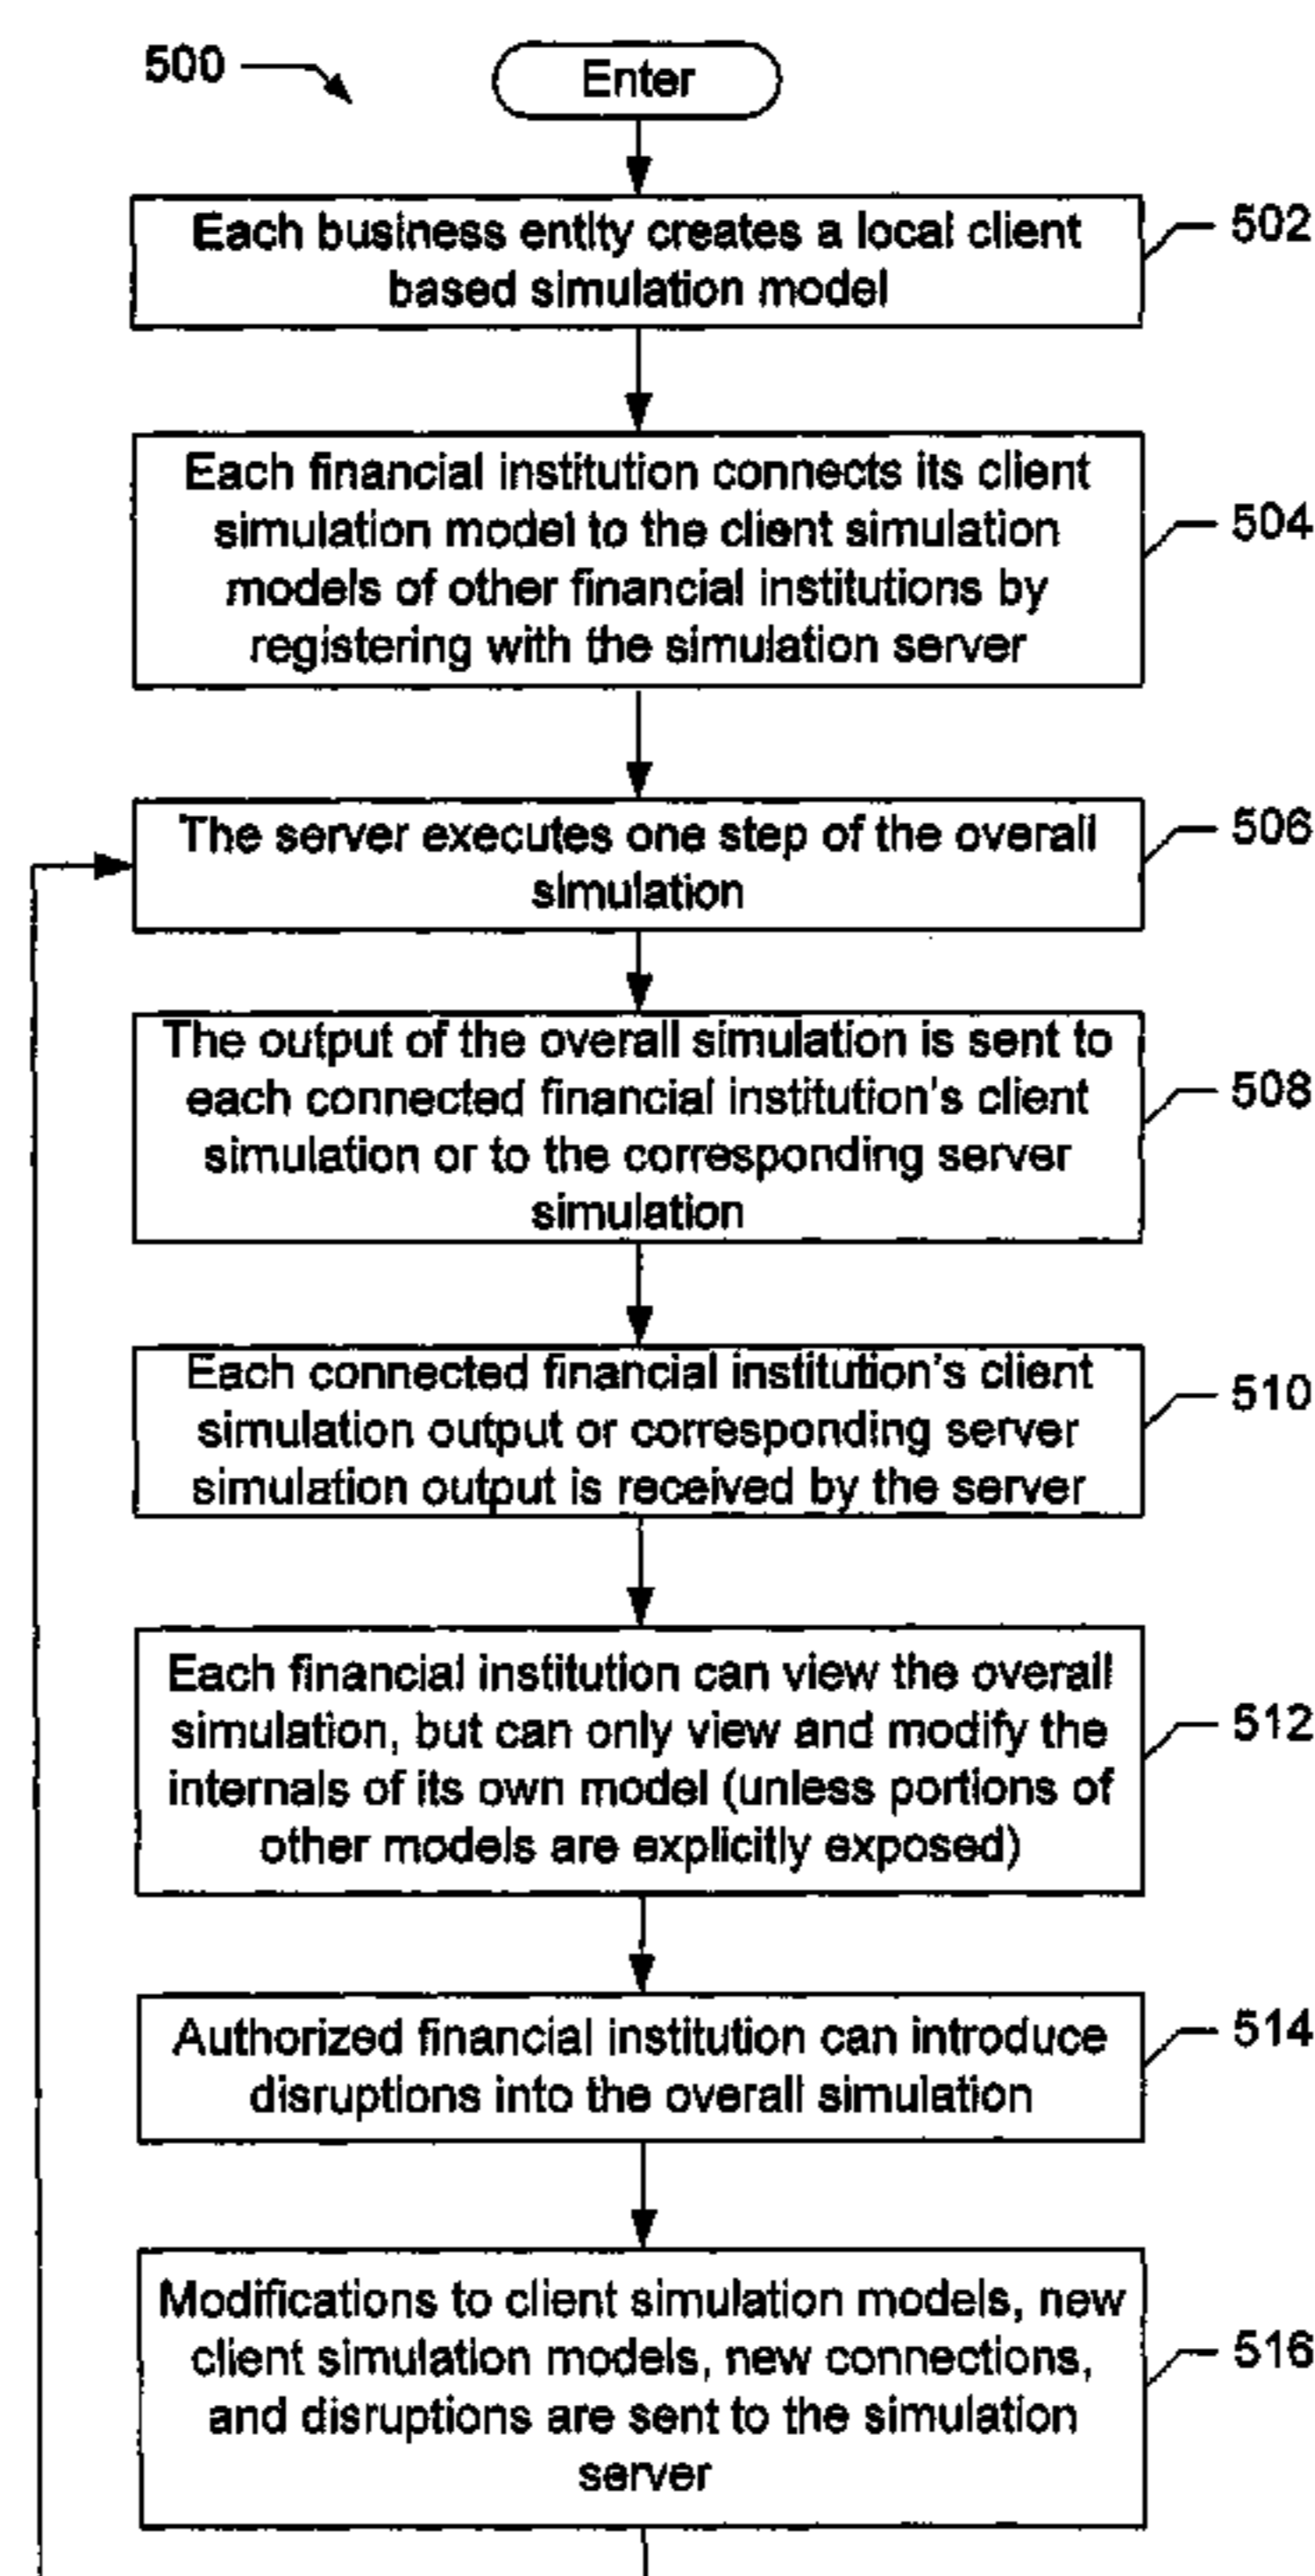 500
Enter
Each business entity creates a local client
based simulation model
502
Each financial institution connects its client
simulation model to the client simulation
models of other financial institutions by
registering with the simulation server
504
The server executes one step of the overall
simulation
506
The output of the overall simulation is sent to
each connected financial institution's client
simulation or to the corresponding server
simulation
508
Each connected financial institution's client
simulation output or corresponding server
simulation output is received by the server
510
Each financial institution can view the overall
simulation, but can only view and modify the
internals of its own model (unless portions of
other models are explicitly exposed)
512
Authorized financial institution can introduce
disruptions into the overall simulation
514
Modifications to client simulation models, new
client simulation models, new connections,
and disruptions are sent to the simulation
server
516